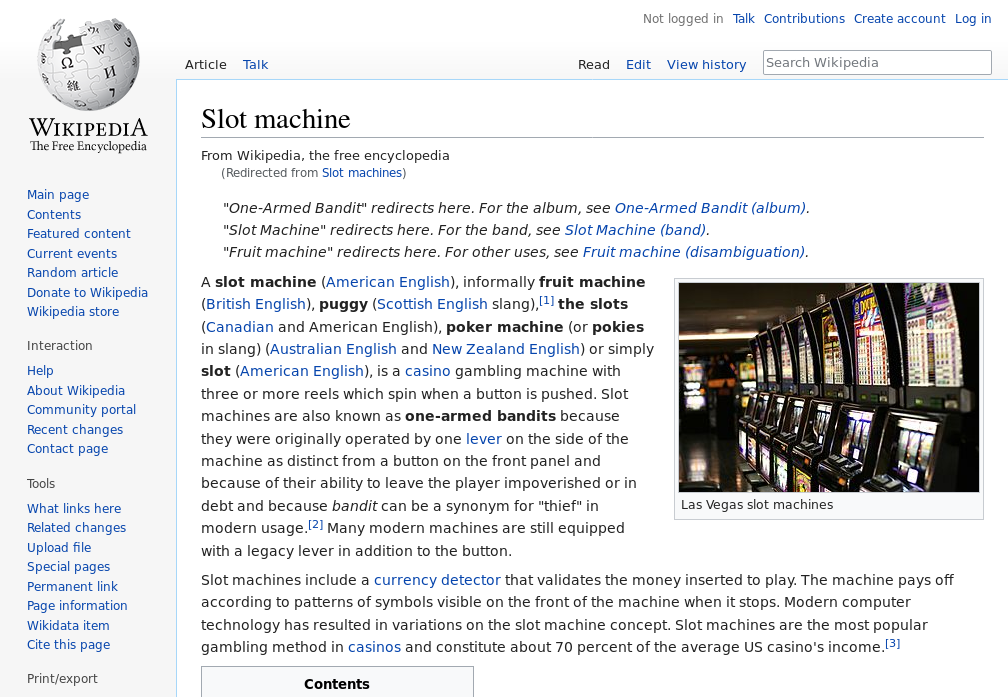 Not logged in Talk Contributions Create account Log in
Article Talk Read Edit View history Search Wikipedia
WIKIPEDIA
The Free Encyclopedia
Main page
Contents
Featured content
Current events
Random article
Donate to Wikipedia
Wikipedia store
Interaction
Help
About Wikipedia
Community portal
Recent changes
Contact page
Tools
What links here
Related changes
Upload file
Special pages
Permanent link
Page information
Wikidata item
Cite this page
Print/export
Slot machine
From Wikipedia, the free encyclopedia
(Redirected from Slot machines)
"One-Armed Bandit" redirects here. For the album, see One-Armed Bandit (album).
"Slot Machine" redirects here. For the band, see Slot Machine (band).
"Fruit machine" redirects here. For other uses, see Fruit machine (disambiguation).
A slot machine (American English), informally fruit machine
(British English), puggy (Scottish English slang),[1] the slots
(Canadian and American English), poker machine (or pokies
in slang) (Australian English and New Zealand English) or simply
slot (American English), is a casino gambling machine with
three or more reels which spin when a button is pushed. Slot
machines are also known as one-armed bandits because
they were originally operated by one lever on the side of the
machine as distinct from a button on the front panel and
because of their ability to leave the player impoverished or in
debt and because bandit can be a synonym for "thief" in
modern usage.[2] Many modern machines are still equipped
with a legacy lever in addition to the button.
Las Vegas slot machines
Slot machines include a currency detector that validates the money inserted to play. The machine pays off
according to patterns of symbols visible on the front of the machine when it stops. Modern computer
technology has resulted in variations on the slot machine concept. Slot machines are the most popular
gambling method in casinos and constitute about 70 percent of the average US casino's income.[3]
Contents